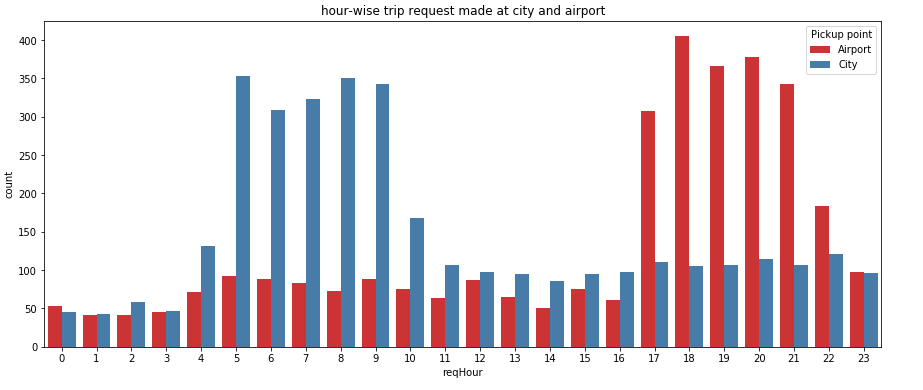 hour-wise trip request made at city and airport
Pickup point
Airport
City
count
400
350
300
250
200
150
100
50
0
0 1 2 3 4 5 6 7 8 9 10 11 12 13 14 15 16 17 18 19 20 21 22 23
reqHour